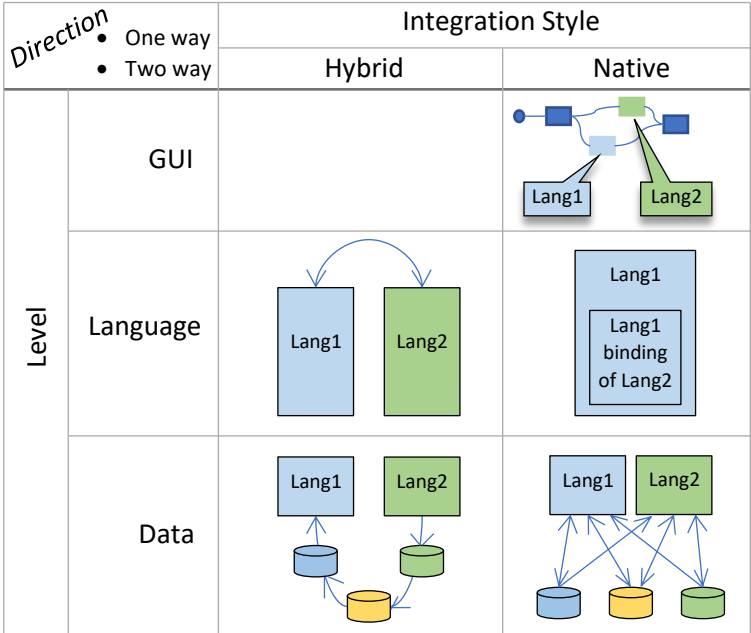 Direction
• One way
• Two way
Integration Style
Hybrid
Native
Level
GUI
Lang1
Lang2
Language
Lang1
Lang2
Lang1
Lang1
binding
of Lang2
Data
Lang1
Lang2
Lang1
Lang2